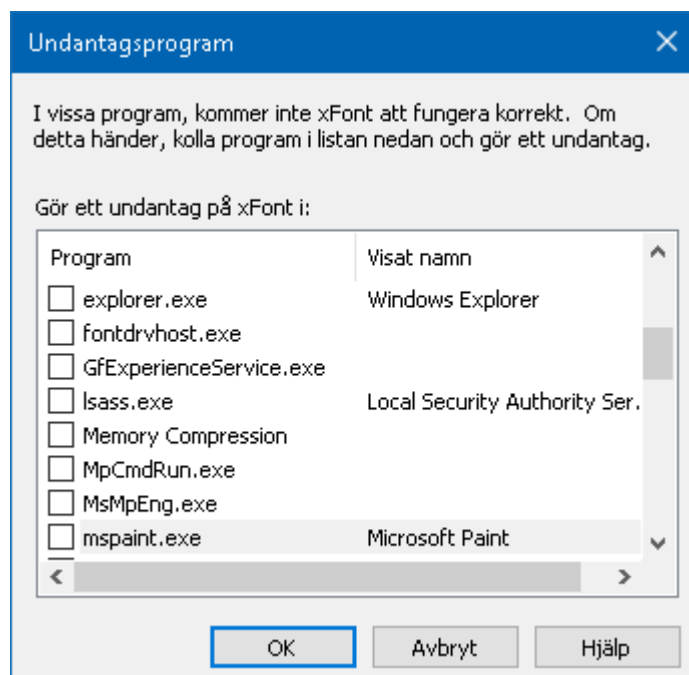 Undantagsprogram
I vissa program, kommer inte xFont att fungera korrekt.  Om
detta händer, kolla program i listan nedan och gör ett undantag.
Gör ett undantag på xFont i:
Program Visat namn
explorer.exe Windows Explorer
fontdrvhost.exe
GfExperienceService.exe
lsass.exe Local Security Authority Ser.
Memory Compression
MpCmdRun.exe
MsMpEng.exe
mspaint.exe Microsoft Paint
OK Avbryt Hjälp